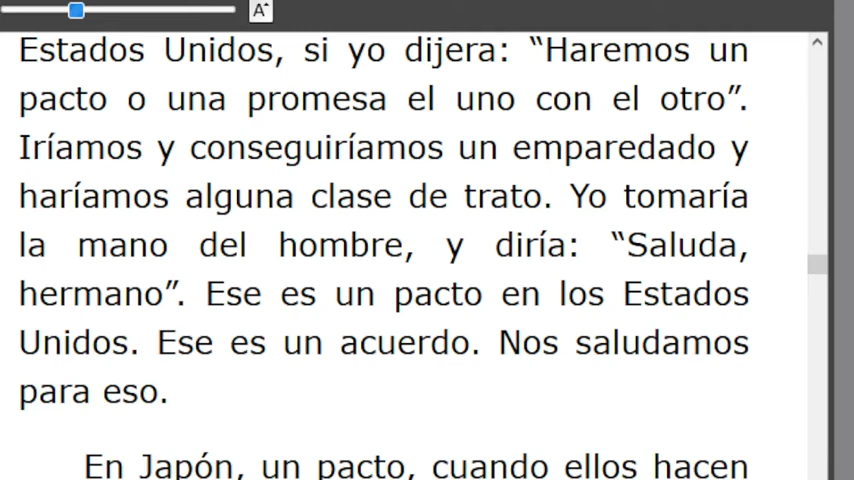 A
Estados Unidos, si yo dijera: “Haremos un
pacto o una promesa el uno con el otro”.
Iríamos y conseguiríamos un emparedado y
haríamos alguna clase de trato. Yo tomaría
la mano del hombre, y diría: “Saluda,
hermano”. Ese es un pacto en los Estados
Unidos. Ese es un acuerdo. Nos saludamos
para eso.
En Japón, un pacto, cuando ellos hacen